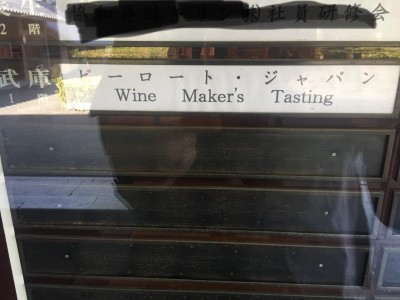 ㈱社員研修会
2階
武庫
ピーロート・ジャパン
1階
Wine Maker's Tasting